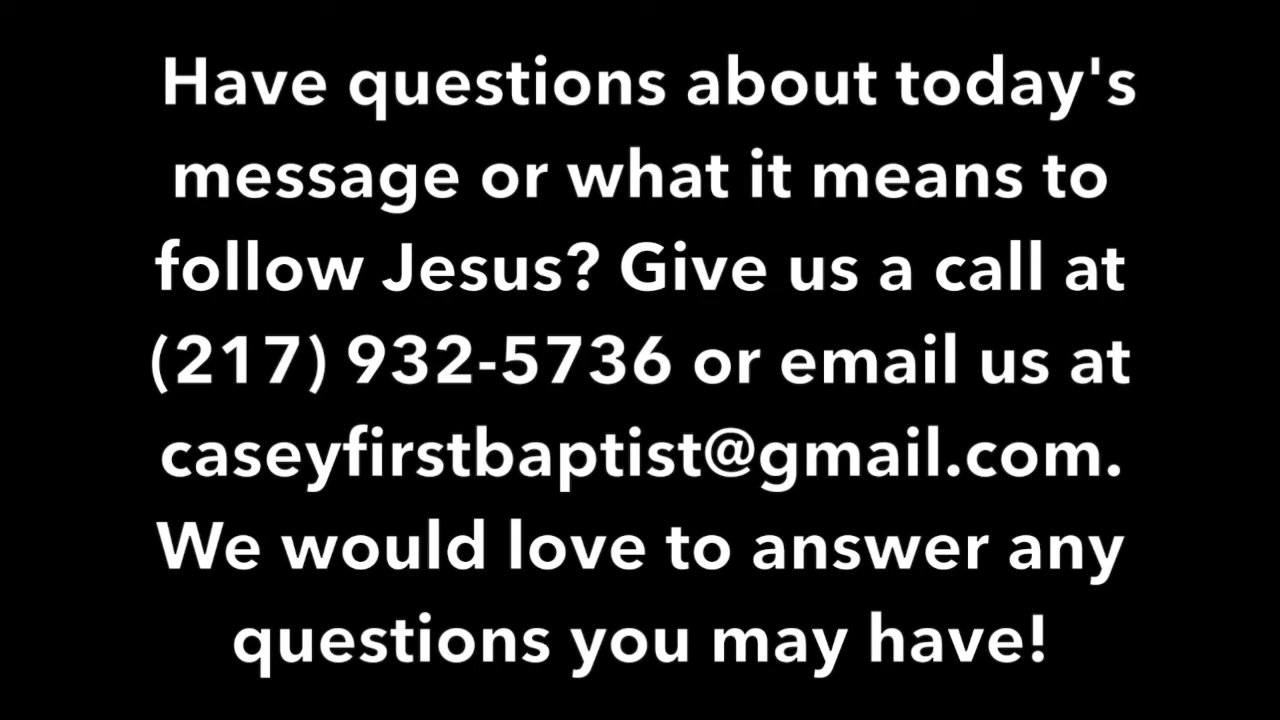 Have questions about today's
message or what it means to
follow Jesus? Give us a call at
(217) 932-5736 or email us at
caseyfirstbaptist@gmail.com.
We would love to answer any
questions you may have!